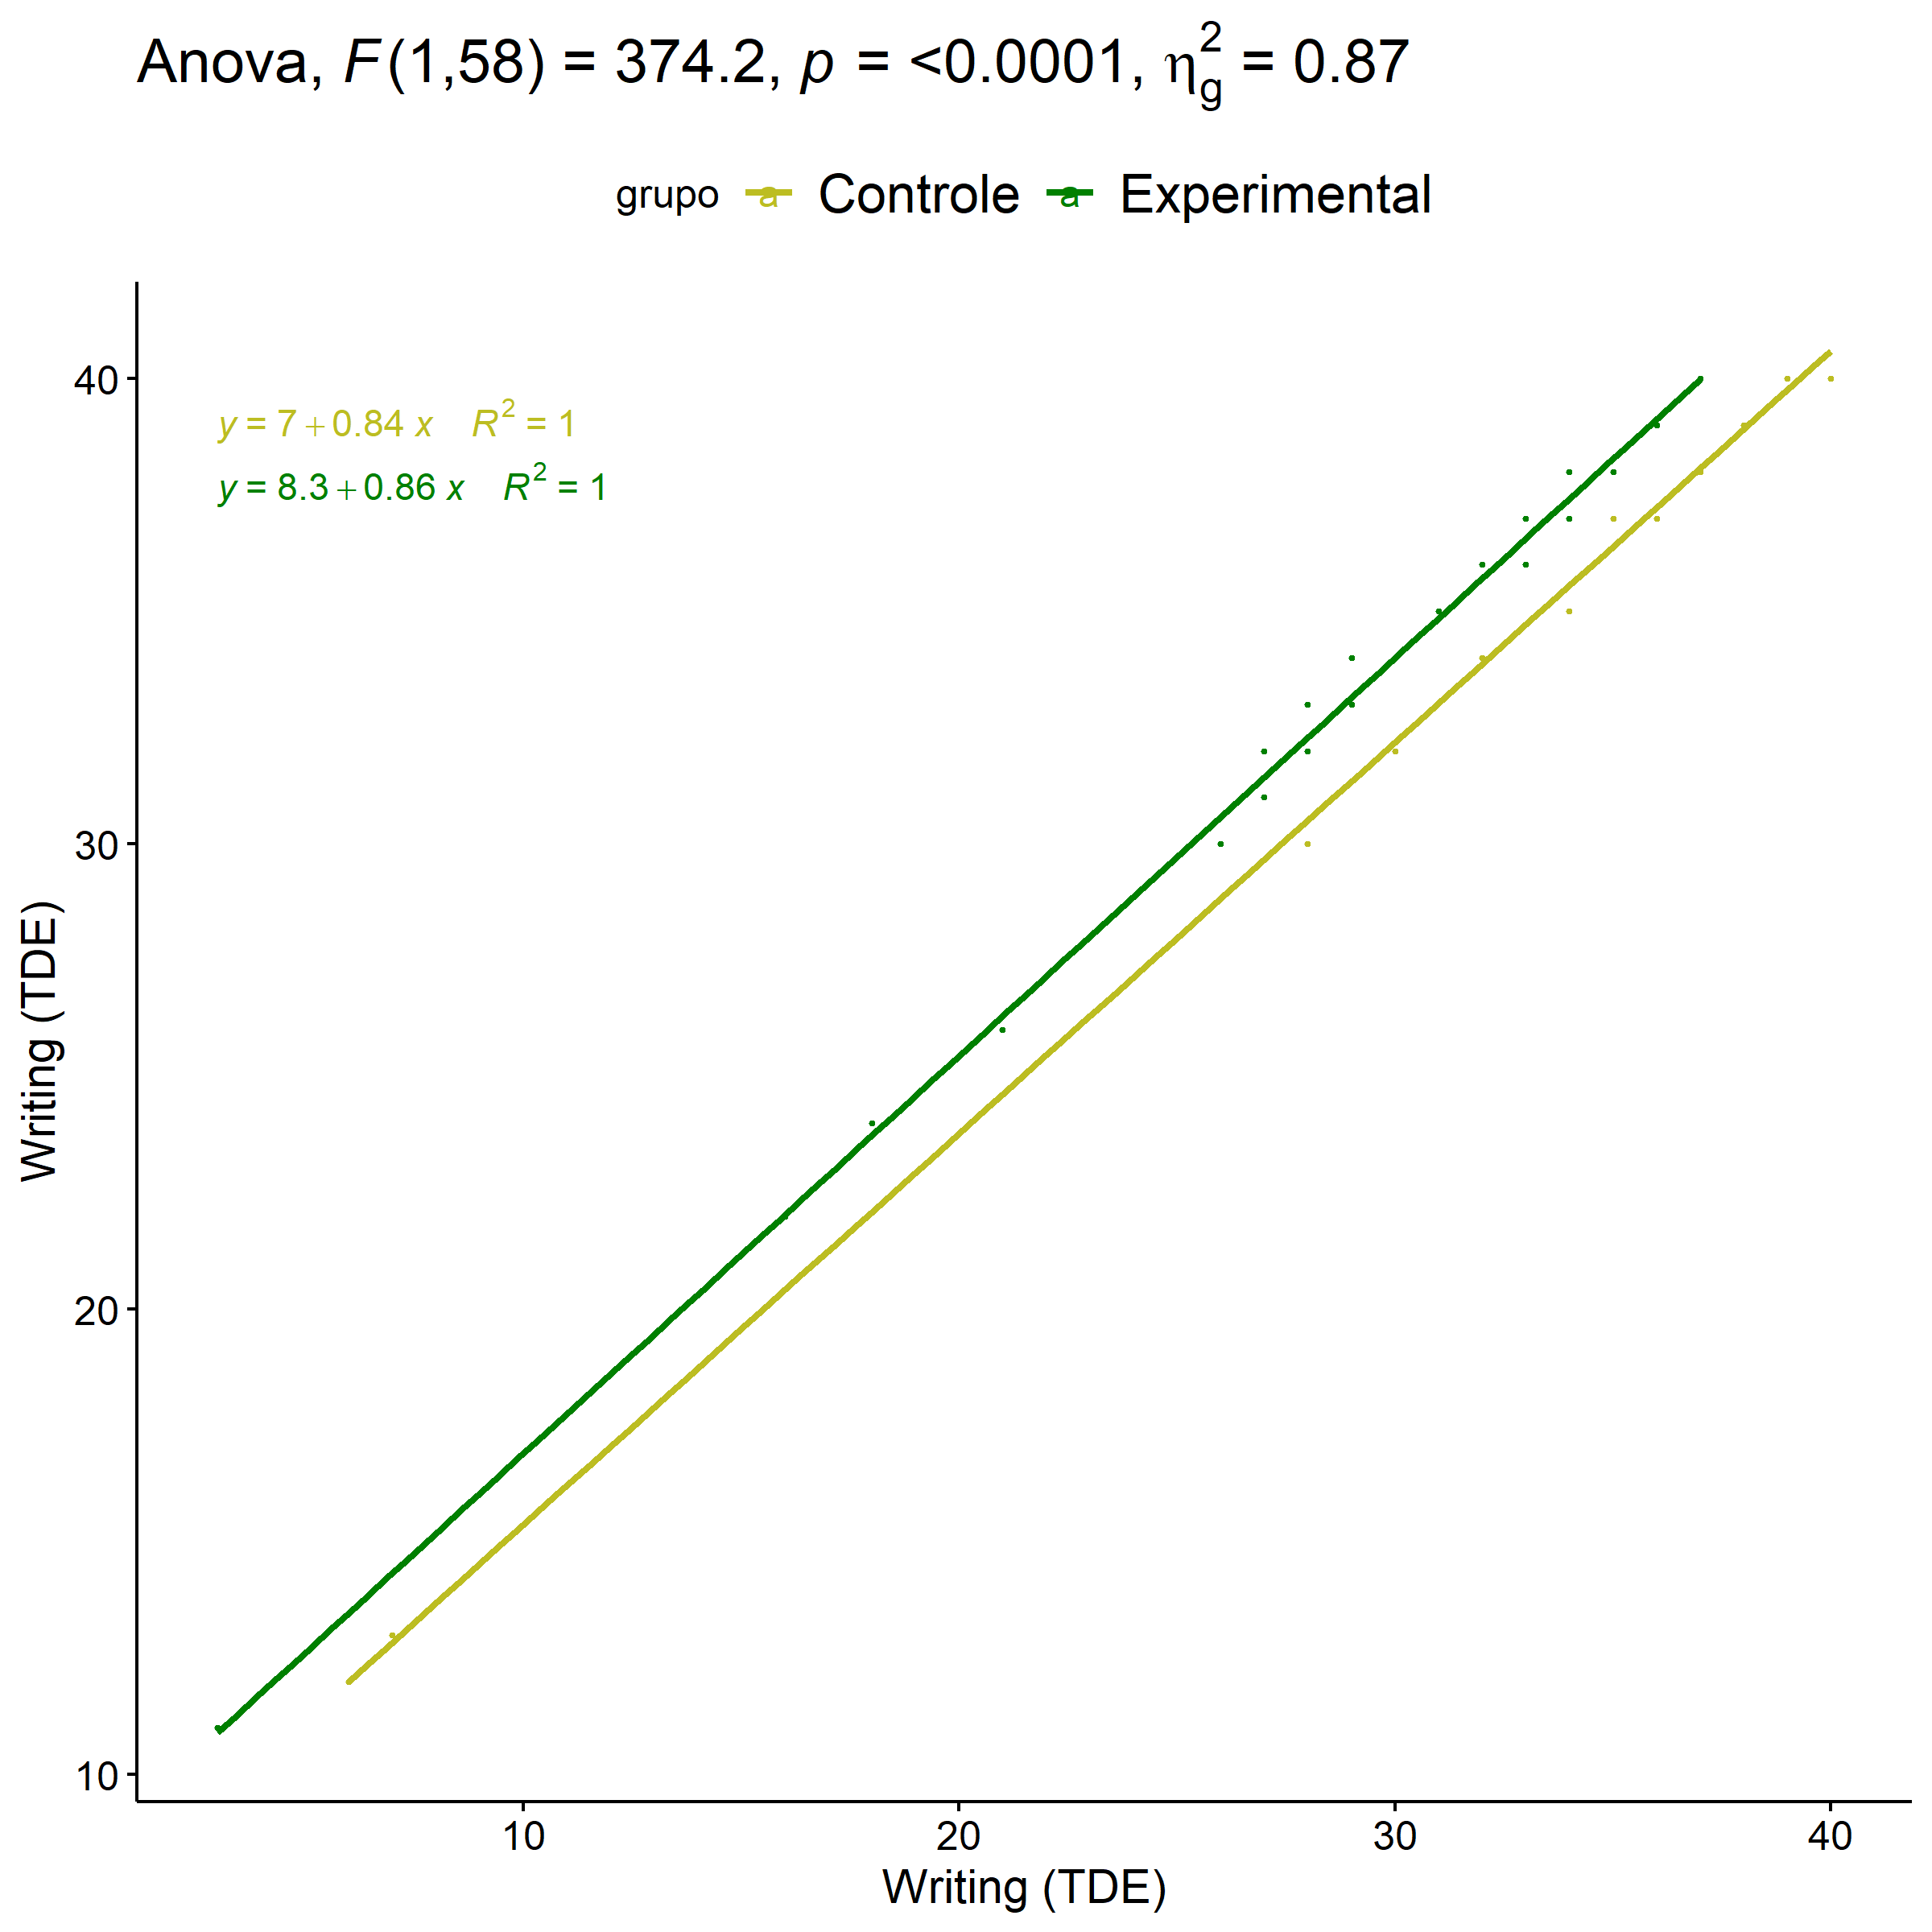 Anova, F(1,58) = 374.2, p = <0.0001, η²g = 0.87
grupo a Controle a Experimental
40
y = 7 + 0.84 x R² = 1
y = 8.3 + 0.86 x R² = 1
30
20
10
Writing (TDE)
10 20 30 40
Writing (TDE)